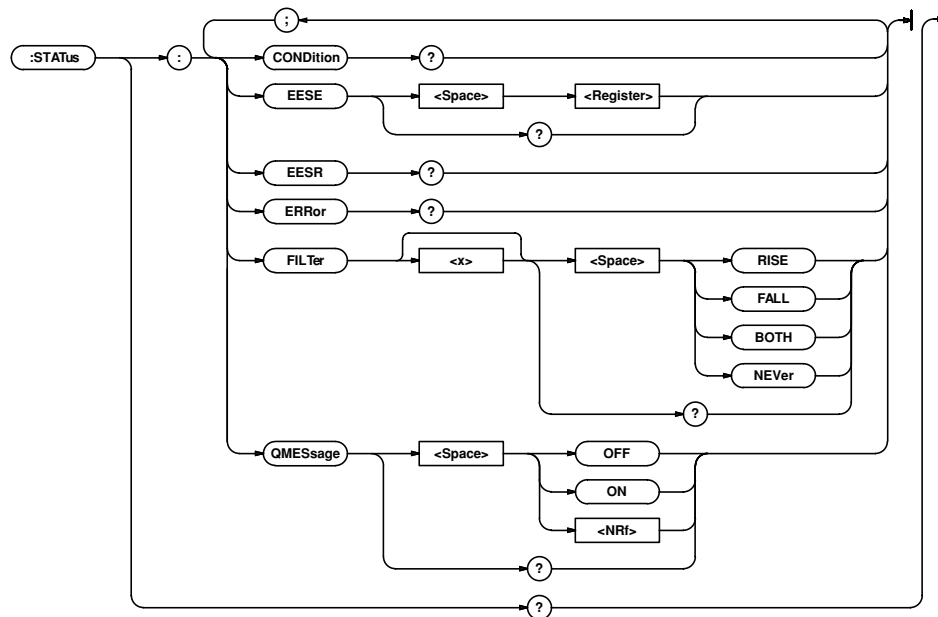 ;
:STATus : CONDition ?
EESE <Space> <Register>
?
EESR ?
ERRor ?
FILTer <x> <Space> RISE
FALL
BOTH
NEVer
?
QMESsage <Space> OFF
ON
<NRf>
?
?